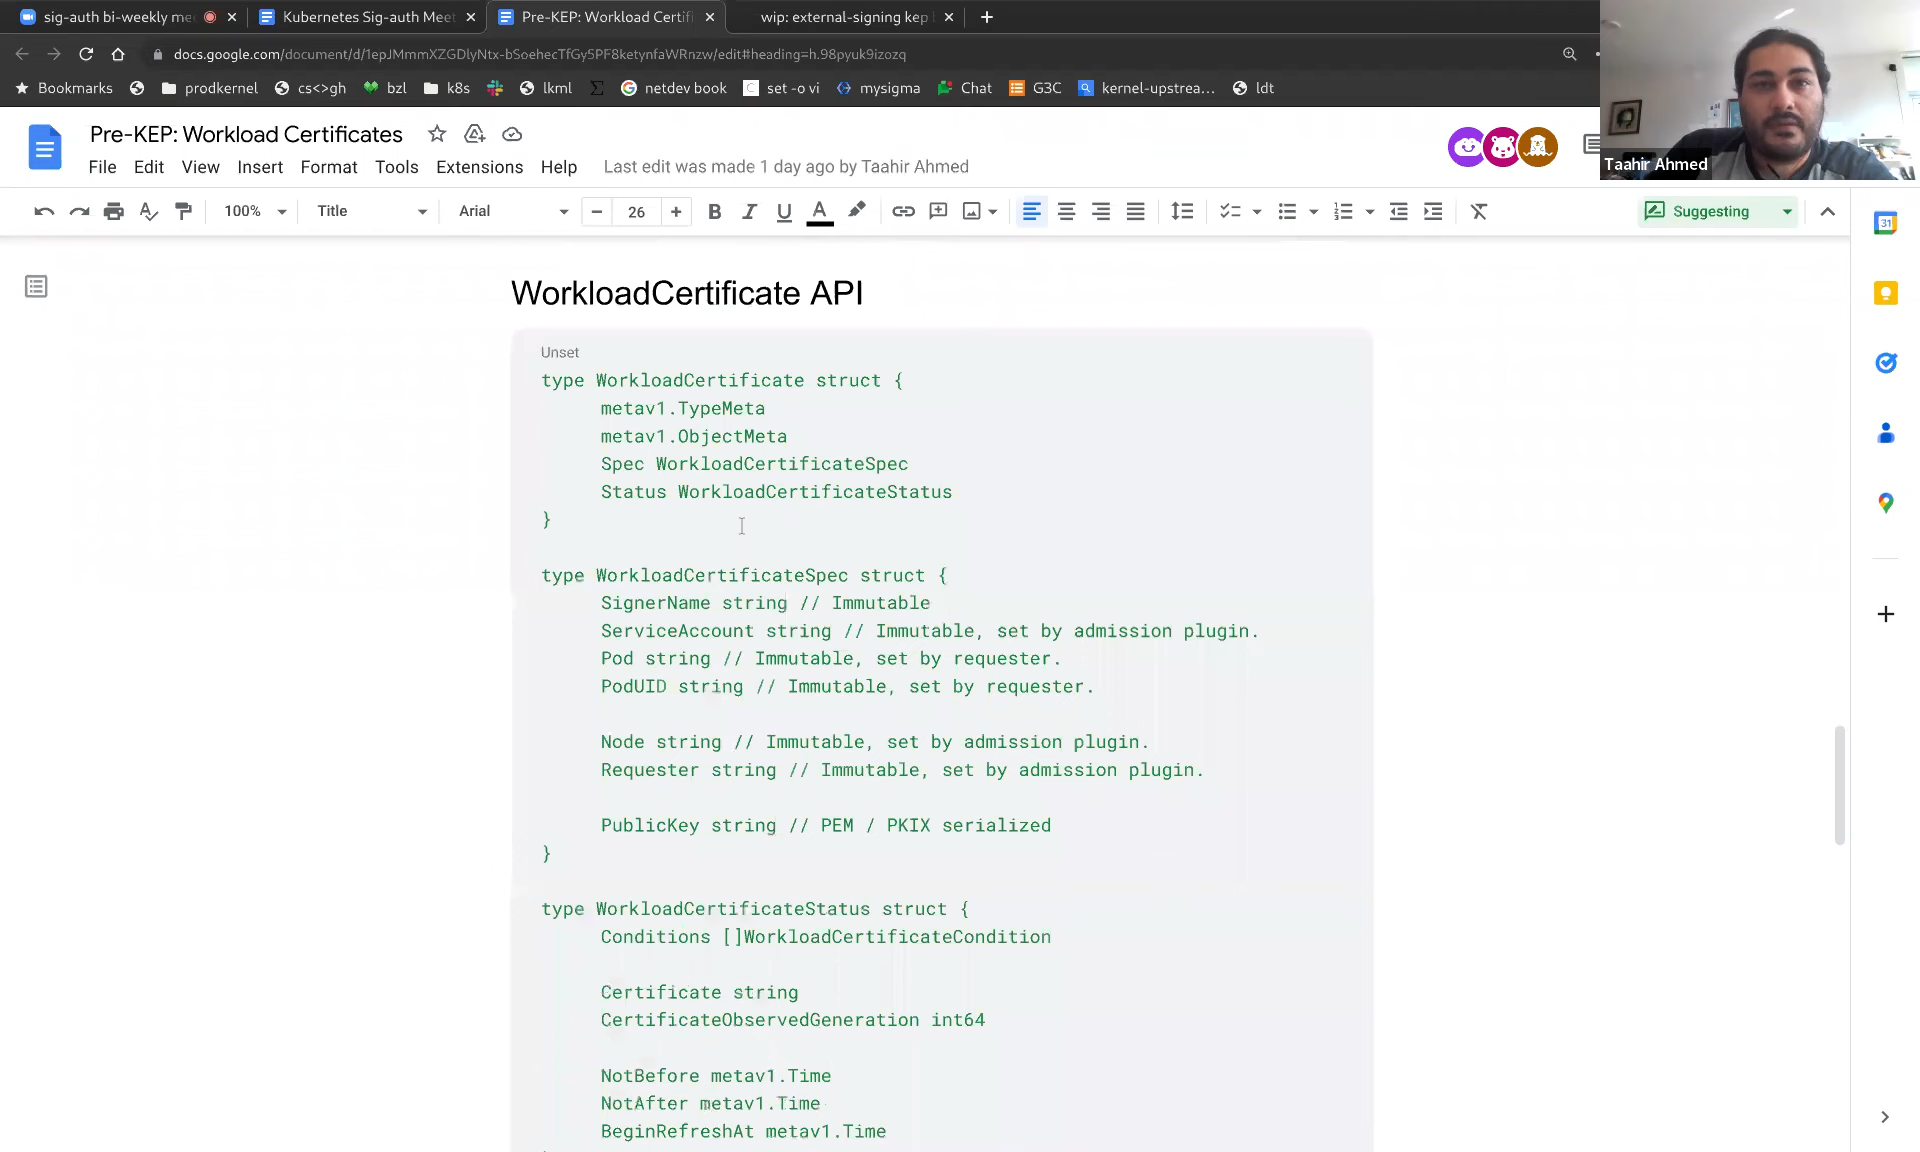 sig-auth bi-weekly me
Kubernetes Sig-auth Meet
Pre-KEP: Workload Certifi
wip: external-signing kep
docs.google.com/document/d/1epJMmmXZGDlyNtx-bSoehecTfGy5PF8ketynfaWRnzw/edit#heading=h.98pyuk9izozq
Bookmarks prodkernel cs<>gh bzl k8s lkml netdev book set -o vi mysigma Chat G3C kernel-upstrea… ldt
Taahir Ahmed
Pre-KEP: Workload Certificates
File Edit View Insert Format Tools Extensions Help Last edit was made 1 day ago by Taahir Ahmed
100% Title Arial 26 B I U A Suggesting
31
WorkloadCertificate API
Unset
type WorkloadCertificate struct {
metav1.TypeMeta
metav1.ObjectMeta
Spec WorkloadCertificateSpec
Status WorkloadCertificateStatus
}
type WorkloadCertificateSpec struct {
SignerName string // Immutable
ServiceAccount string // Immutable, set by admission plugin.
Pod string // Immutable, set by requester.
PodUID string // Immutable, set by requester.
Node string // Immutable, set by admission plugin.
Requester string // Immutable, set by admission plugin.
PublicKey string // PEM / PKIX serialized
}
type WorkloadCertificateStatus struct {
Conditions []WorkloadCertificateCondition
Certificate string
CertificateObservedGeneration int64
NotBefore metav1.Time
NotAfter metav1.Time
BeginRefreshAt metav1.Time